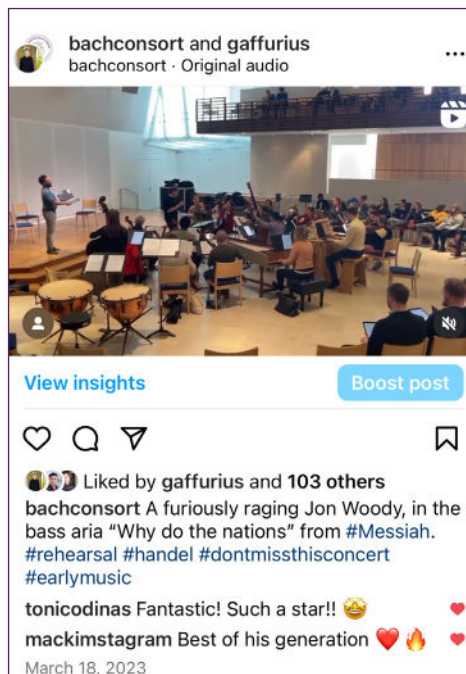 bachconsort and gaffurius
bachconsort · Original audio
View insights
Boost post
Liked by gaffurius and 103 others
bachconsort A furiously raging Jon Woody, in the
bass aria “Why do the nations” from #Messiah.
#rehearsal #handel #dontmissthisconcert
#earlymusic
tonicodinas Fantastic! Such a star!! 🤩
mackimstagram Best of his generation ❤️🔥
March 18, 2023